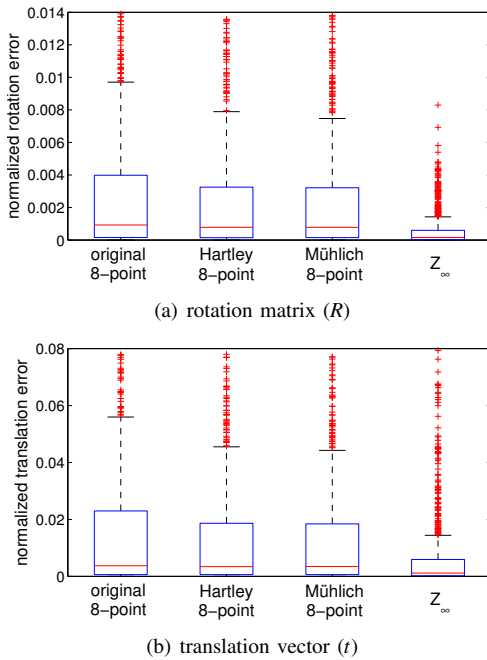 normalized rotation error
0.014
0.012
0.01
0.008
0.006
0.004
0.002
0
original
8−point
Hartley
8−point
Mühlich
8−point
Z∞
(a) rotation matrix (R)
normalized translation error
0.08
0.06
0.04
0.02
0
original
8−point
Hartley
8−point
Mühlich
8−point
Z∞
(b) translation vector (t)